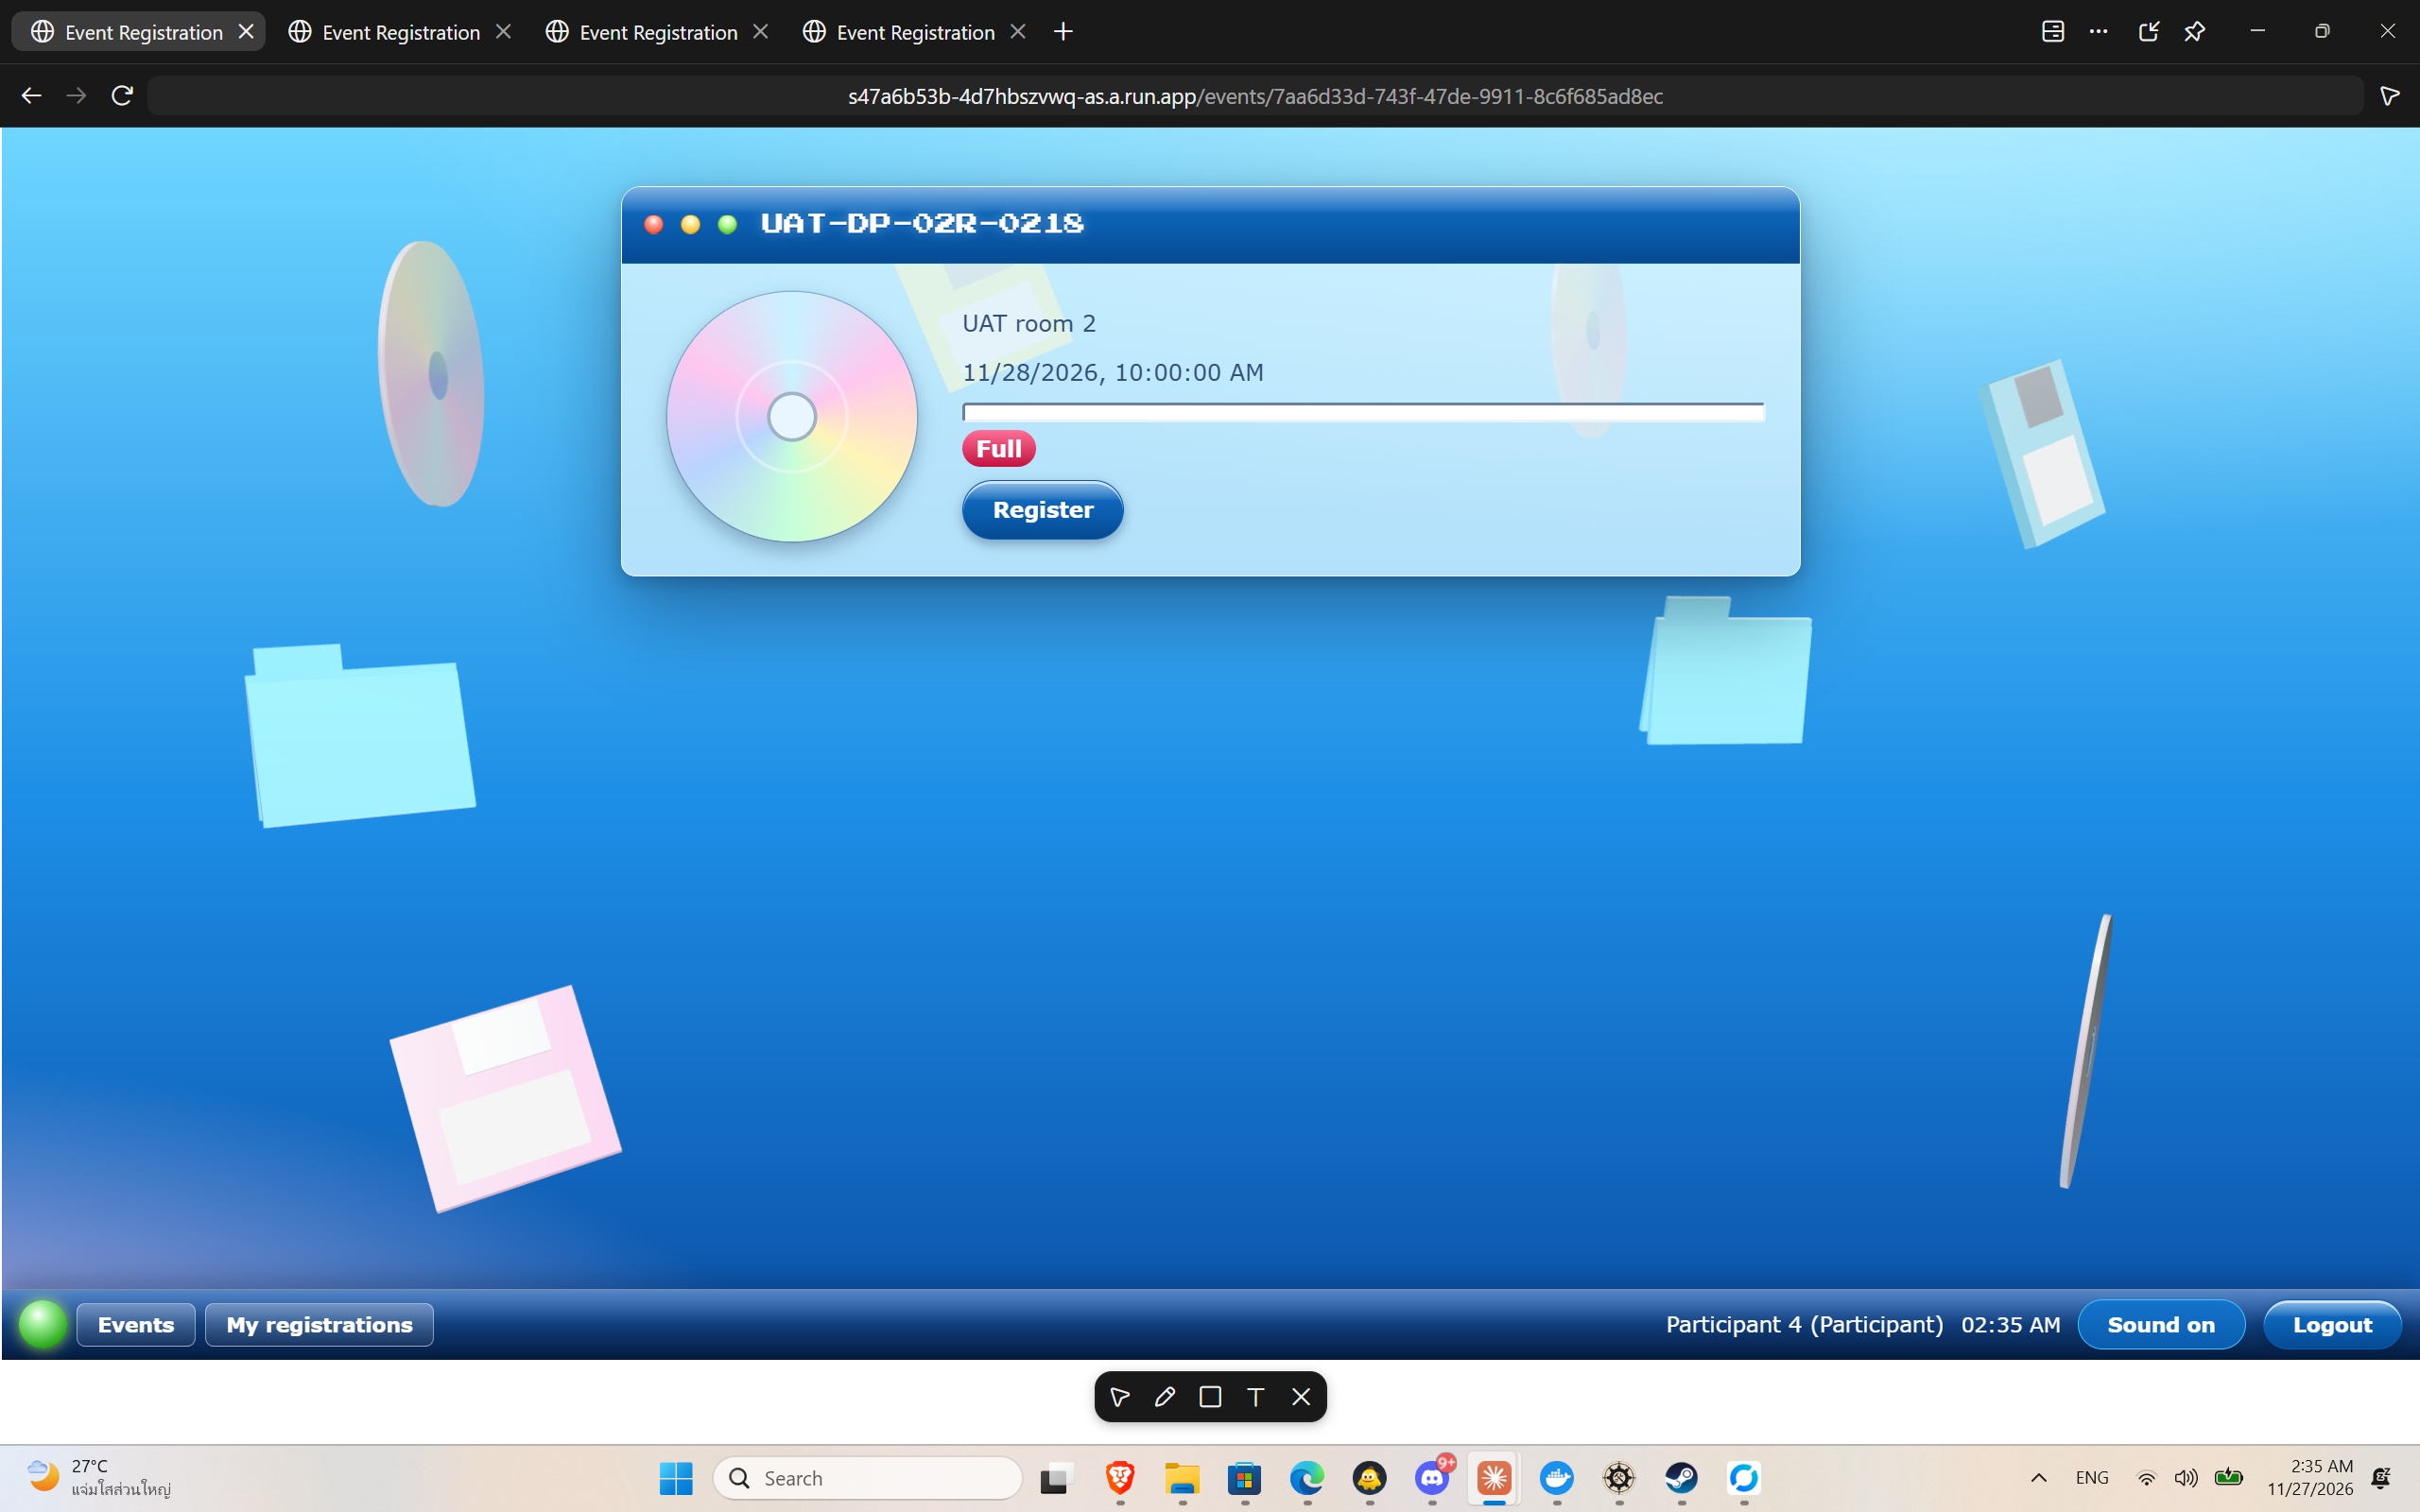 Event Registration
Event Registration
Event Registration
Event Registration
s47a6b53b-4d7hbszvwq-as.a.run.app/events/7aa6d33d-743f-47de-9911-8c6f685ad8ec
UAT-DP-02R-0218
UAT room 2
11/28/2026, 10:00:00 AM
Full
Register
Events
My registrations
Participant 4 (Participant)
02:35 AM
Sound on
Logout
27°C
แจ่มใสส่วนใหญ่
Search
9+
ENG
2:35 AM
11/27/2026